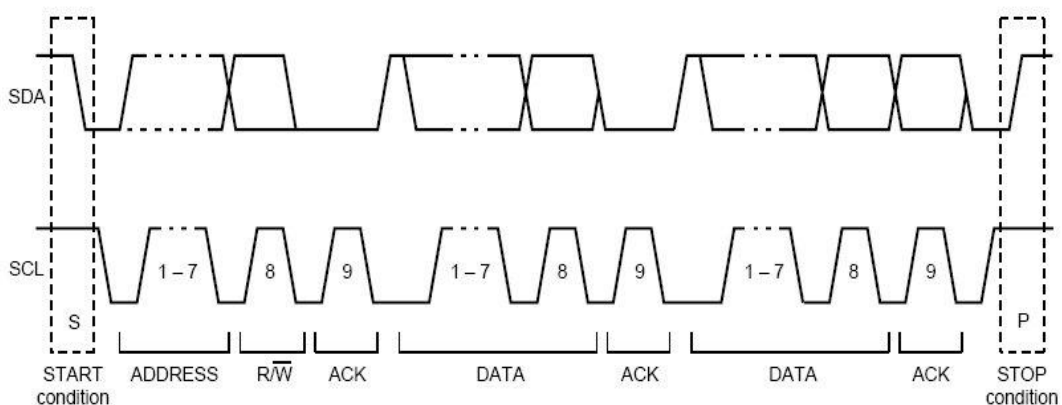 SDA
SCL
1 – 7 8 9 1 – 7 8 9 1 – 7 8 9
S P
START ADDRESS R/W̅ ACK DATA ACK DATA ACK STOP
condition condition